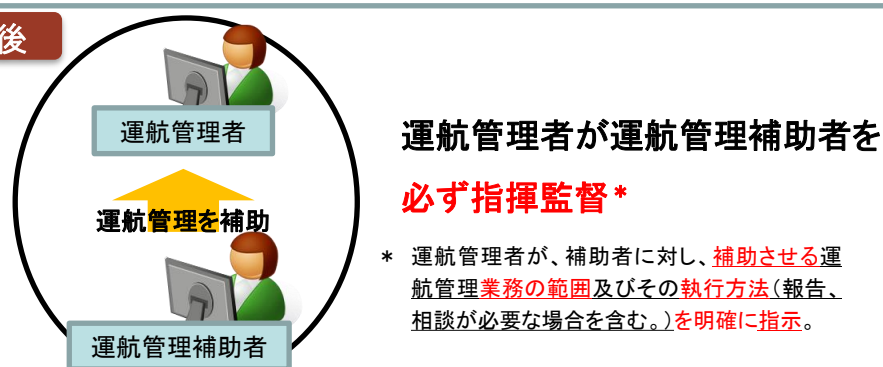 後
運航管理者
運航管理を補助
運航管理補助者
運航管理者が運航管理補助者を
必ず指揮監督*
* 運航管理者が、補助者に対し、補助させる運
航管理業務の範囲及びその執行方法(報告、
相談が必要な場合を含む。)を明確に指示。